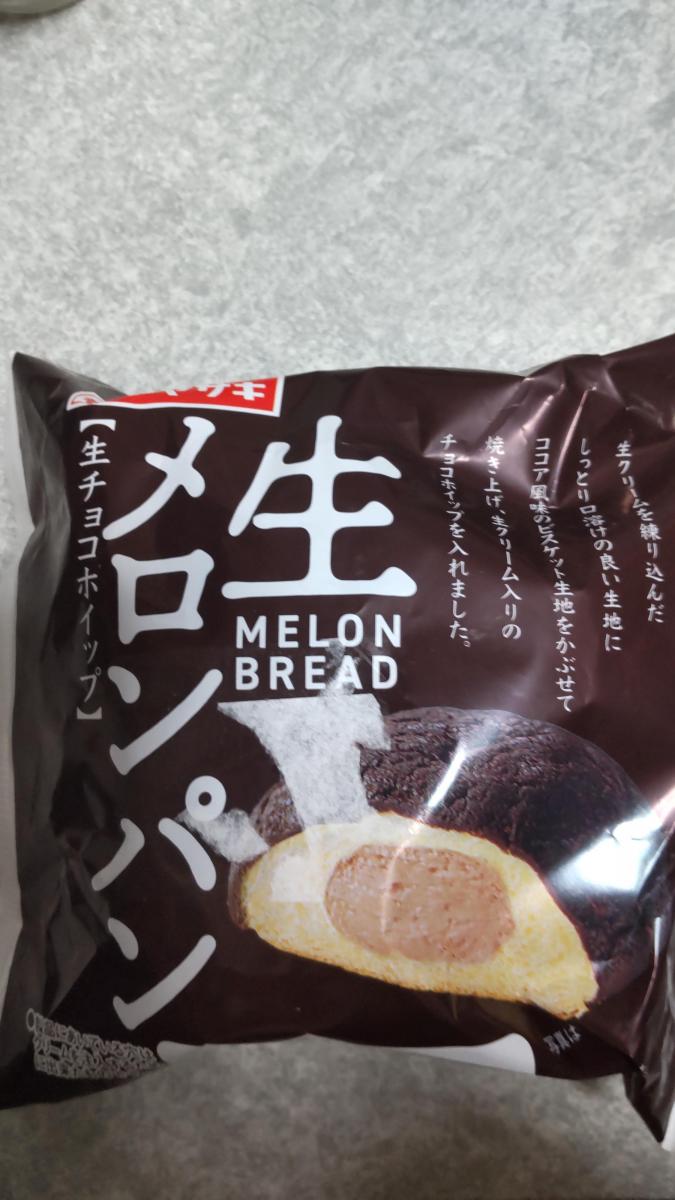 生
メロンパン
MELON
BREAD
【生チョコホイップ】
生クリームを練り込んだ
しっとり口溶けの良い生地に
ココア風味のビスケット生地をかぶせて
焼き上げ、生クリーム入りの
チョコホイップを入れました。
写真は